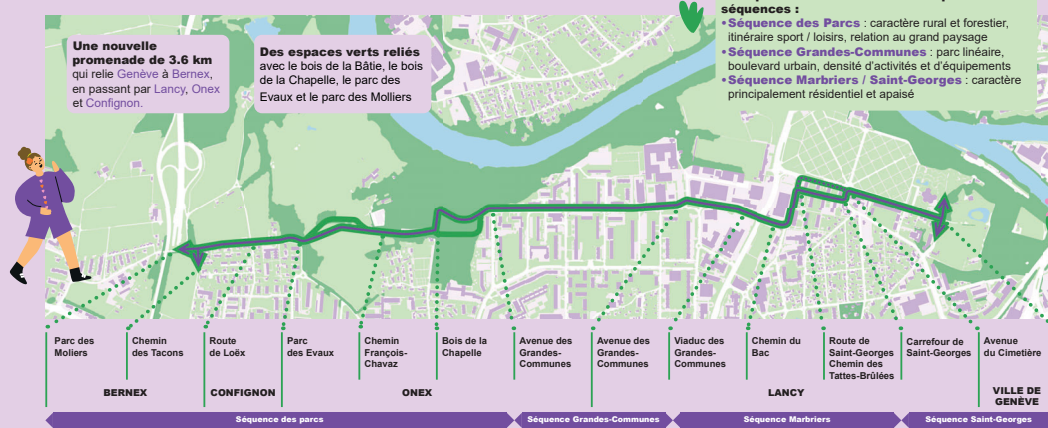 Une nouvelle
promenade de 3.6 km
qui relie Genève à Bernex,
en passant par Lancy, Onex
et Confignon.
Des espaces verts reliés
avec le bois de la Bâtie, le bois
de la Chapelle, le parc des
Evaux et le parc des Molliers
séquences :
•Séquence des Parcs : caractère rural et forestier,
itinéraire sport / loisirs, relation au grand paysage
•Séquence Grandes-Communes : parc linéaire,
boulevard urbain, densité d'activités et d'équipements
•Séquence Marbriers / Saint-Georges : caractère
principalement résidentiel et apaisé
Parc des
Moliers
Chemin
des Tacons
Route
de Loëx
Parc
des Evaux
Chemin
François-
Chavaz
Bois de la
Chapelle
Avenue des
Grandes-
Communes
Avenue des
Grandes-
Communes
Viaduc des
Grandes-
Communes
Chemin du
Bac
Route de
Saint-Georges
Chemin des
Tattes-Brûlées
Carrefour de
Saint-Georges
Avenue
du Cimetière
BERNEX
CONFIGNON
ONEX
LANCY
VILLE DE
GENÈVE
Séquence des parcs
Séquence Grandes-Communes
Séquence Marbriers
Séquence Saint-Georges